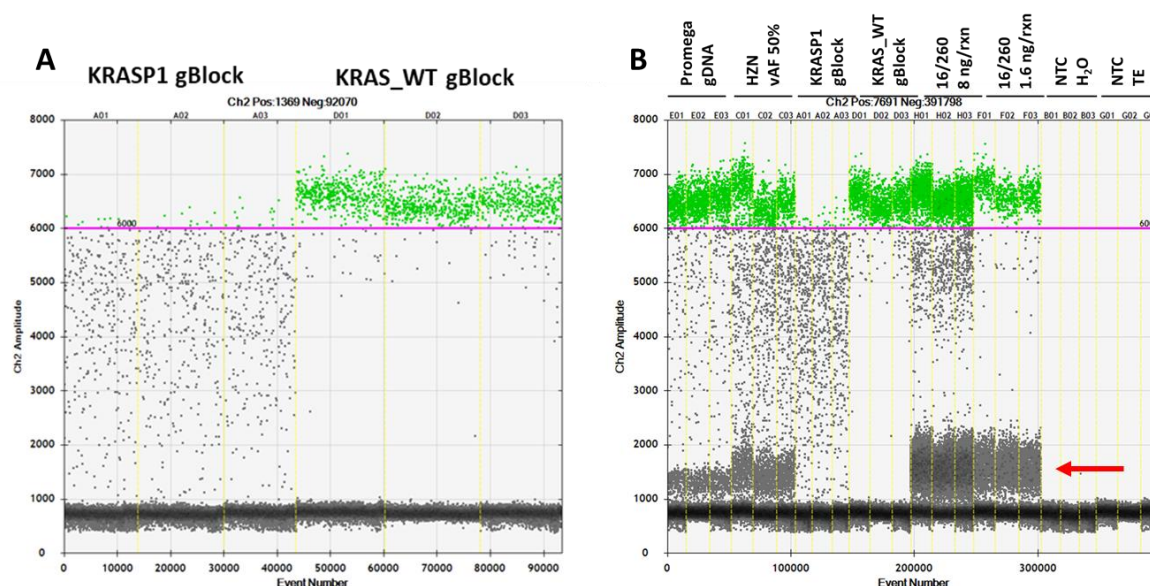 A
KRASP1 gBlock
KRAS_WT gBlock
Ch2 Pos:1369 Neg:92070
A01 A02 A03 D01 D02 D03
8000
7000
6000
5000
4000
3000
2000
1000
0
6000
Ch2 Amplitude
0 10000 20000 30000 40000 50000 60000 70000 80000 90000
Event Number
B
Promega
gDNA
HZN
vAF 50%
KRASP1
gBlock
KRAS_WT
gBlock
16/260
8 ng/rxn
16/260
1.6 ng/rxn
NTC
H₂O
NTC
TE
Ch2 Pos:7691 Neg:391798
E01 E02 E03 C01 C02 C03 A01 A02 A03 D01 D02 D03 H01 H02 H03 F01 F02 F03 B01 B02 B03 G01 G02
8000
7000
6000
5000
4000
3000
2000
1000
0
Ch2 Amplitude
0 100000 200000 300000
Event Number